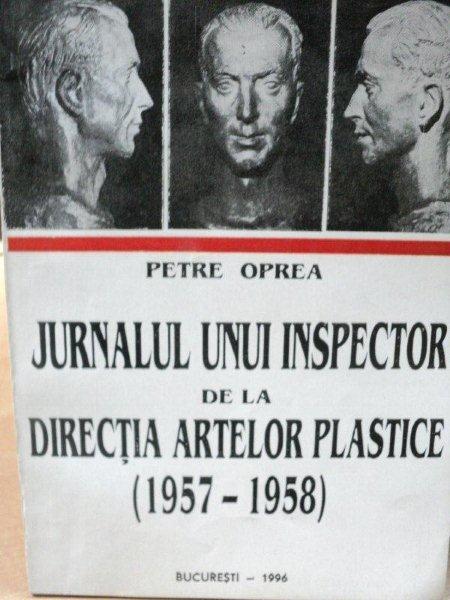 PETRE OPREA
JURNALUL UNUI INSPECTOR
DE LA
DIRECȚIA ARTELOR PLASTICE
(1957 - 1958)
BUCUREȘTI - 1996